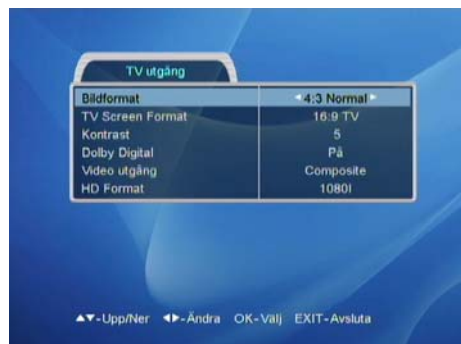 TV utgång
Bildformat ◄ 4:3 Normal ►
TV Screen Format 16:9 TV
Kontrast 5
Dolby Digital På
Video utgång Composite
HD Format 1080I
▲▼-Upp/Ner ◄►-Ändra OK-Välj EXIT-Avsluta